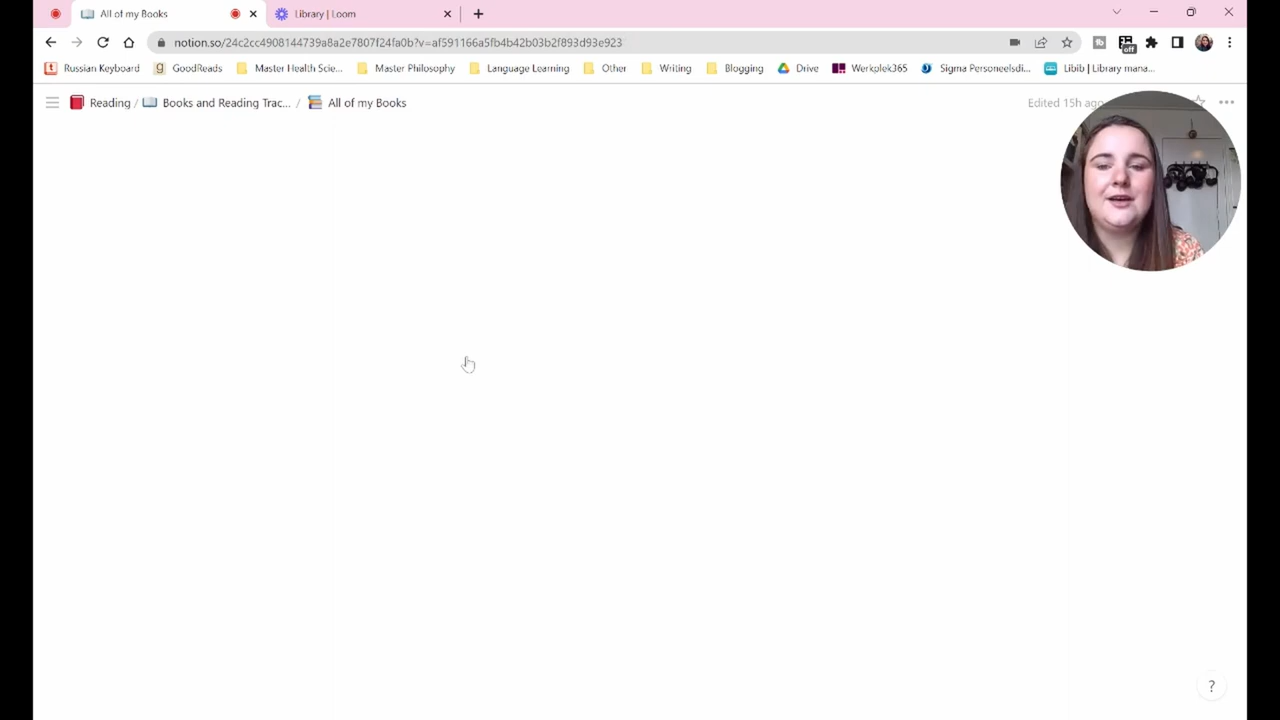 All of my Books
Library | Loom
notion.so/24c2cc4908144739a8a2e7807f24fa0b?v=af591166a5fb4b42b03b2f893d93e923
off
Russian Keyboard GoodReads Master Health Scie... Master Philosophy Language Learning Other Writing Blogging Drive Werkplek365 Sigma Personeelsdi... Libib | Library mana...
Reading / Books and Reading Trac... / All of my Books
Edited 15h ago
?